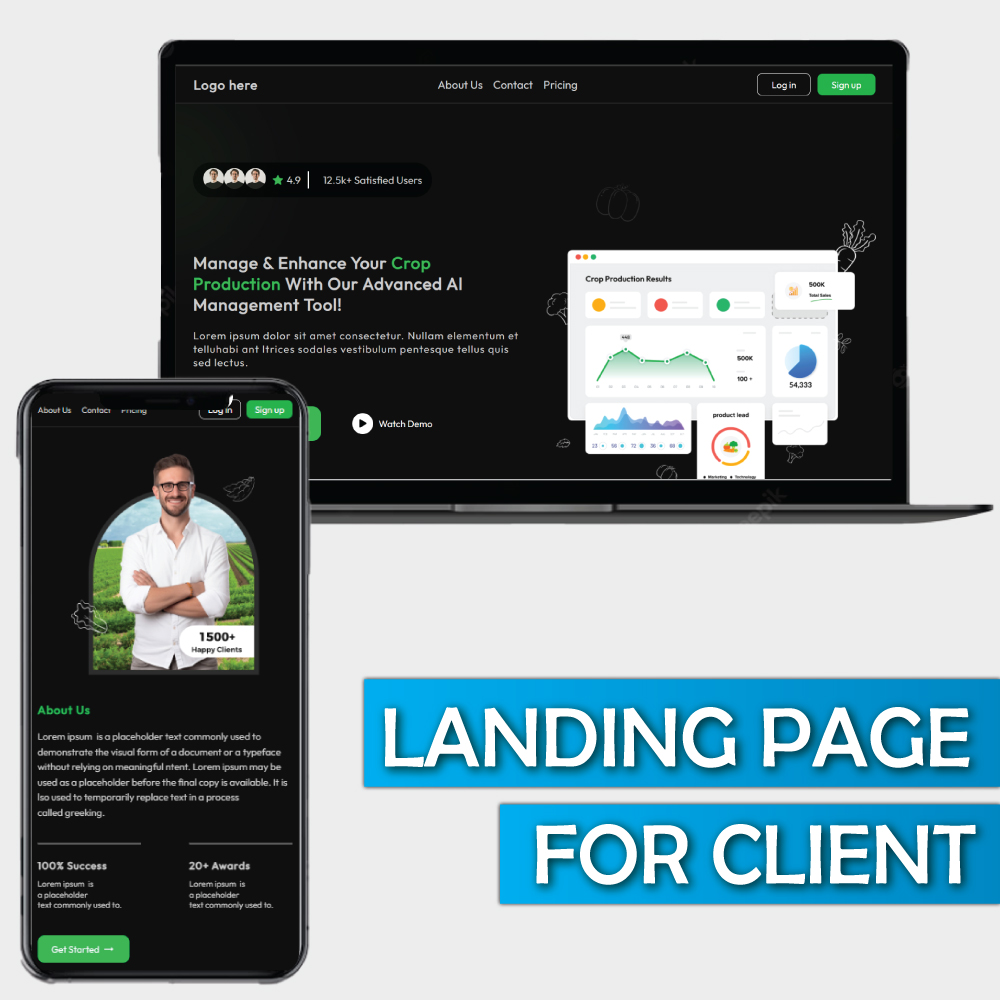 Logo here
About Us Contact Pricing
Log in
Sign up
4.9
12.5k+ Satisfied Users
Manage & Enhance Your Crop
Production With Our Advanced AI
Management Tool!
Lorem ipsum dolor sit amet consectetur. Nullam elementum et
telluhabi ant ltrices sodales vestibulum pentesque tellus quis
sed lectus.
Watch Demo
Crop Production Results
500K
Total Sales
500K
100 +
54,333
product lead
Marketing Technology
About Us Contact Pricing
Log in
Sign up
1500+
Happy Clients
About Us
Lorem ipsum is a placeholder text commonly used to
demonstrate the visual form of a document or a typeface
without relying on meaningful ntent. Lorem ipsum may be
used as a placeholder before the final copy is available. It is
lso used to temporarily replace text in a process
called greeking.
100% Success
Lorem ipsum is
a placeholder
text commonly used to.
20+ Awards
Lorem ipsum is
a placeholder
text commonly used to.
Get Started →
LANDING PAGE
FOR CLIENT